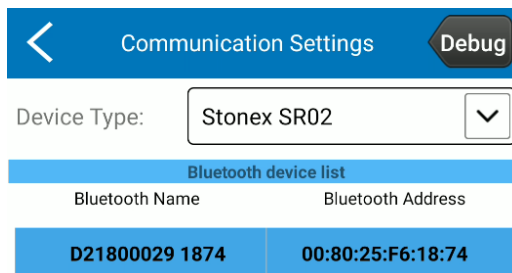 Communication Settings Debug
Device Type: Stonex SR02
Bluetooth device list
Bluetooth Name Bluetooth Address
D21800029 1874 00:80:25:F6:18:74